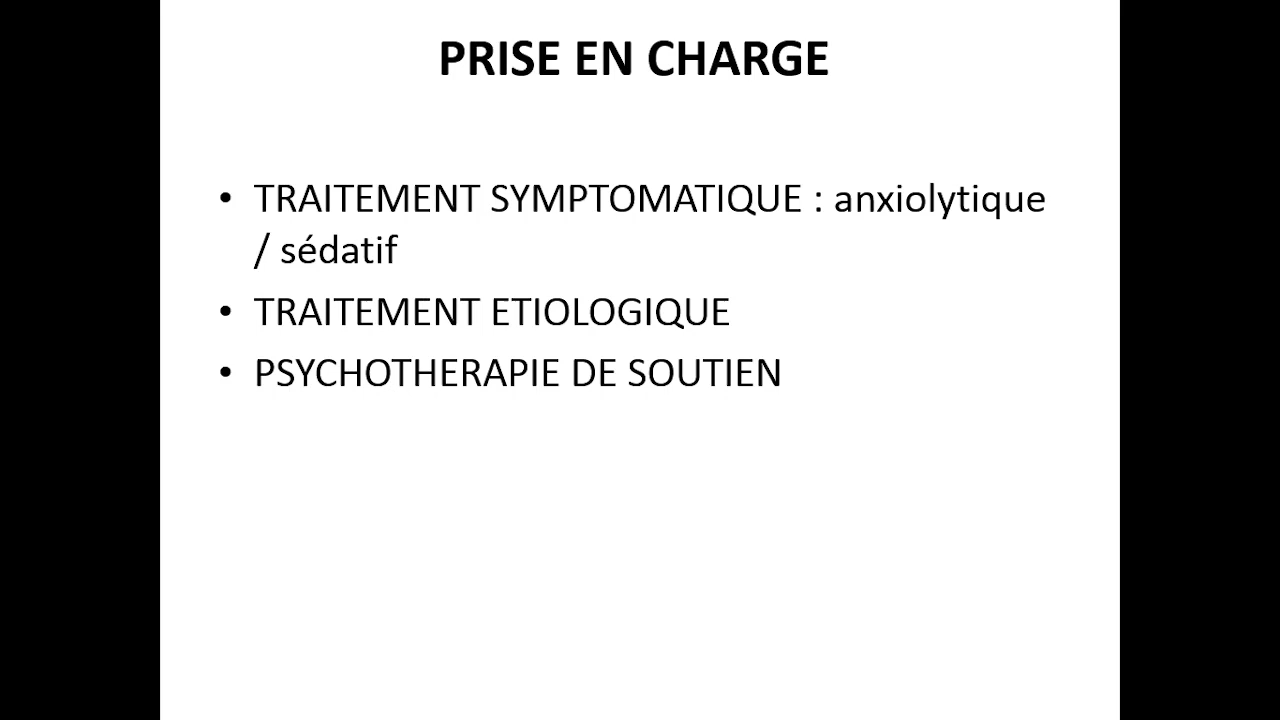 PRISE EN CHARGE
• TRAITEMENT SYMPTOMATIQUE : anxiolytique
/ sédatif
• TRAITEMENT ETIOLOGIQUE
• PSYCHOTHERAPIE DE SOUTIEN